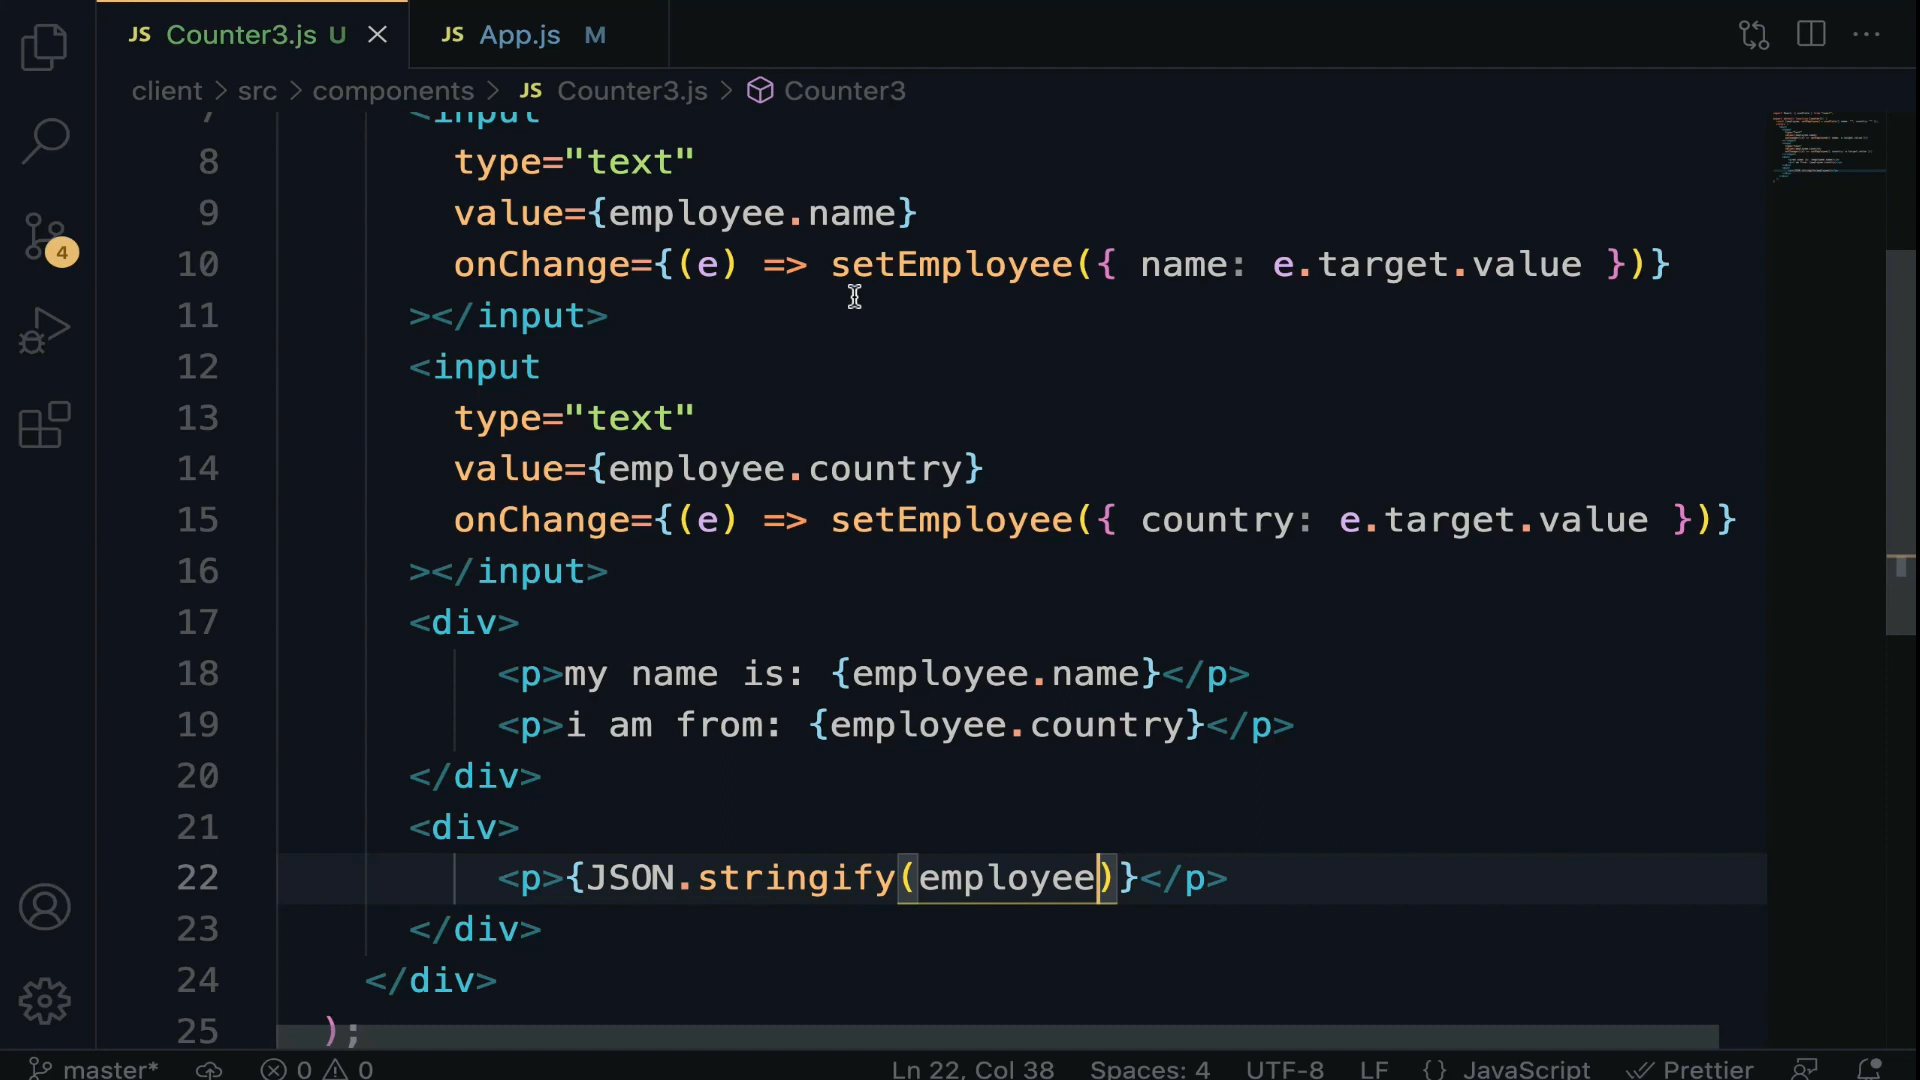 JS Counter3.js U
JS App.js M
client > src > components > JS Counter3.js > Counter3
7 <input
8 type="text"
9 value={employee.name}
10 onChange={(e) => setEmployee({ name: e.target.value })}
11 ></input>
12 <input
13 type="text"
14 value={employee.country}
15 onChange={(e) => setEmployee({ country: e.target.value })}
16 ></input>
17 <div>
18 <p>my name is: {employee.name}</p>
19 <p>i am from: {employee.country}</p>
20 </div>
21 <div>
22 <p>{JSON.stringify(employee)}</p>
23 </div>
24 </div>
25 );
4
master* 0 0 Ln 22, Col 38 Spaces: 4 UTF-8 LF {} JavaScript Prettier